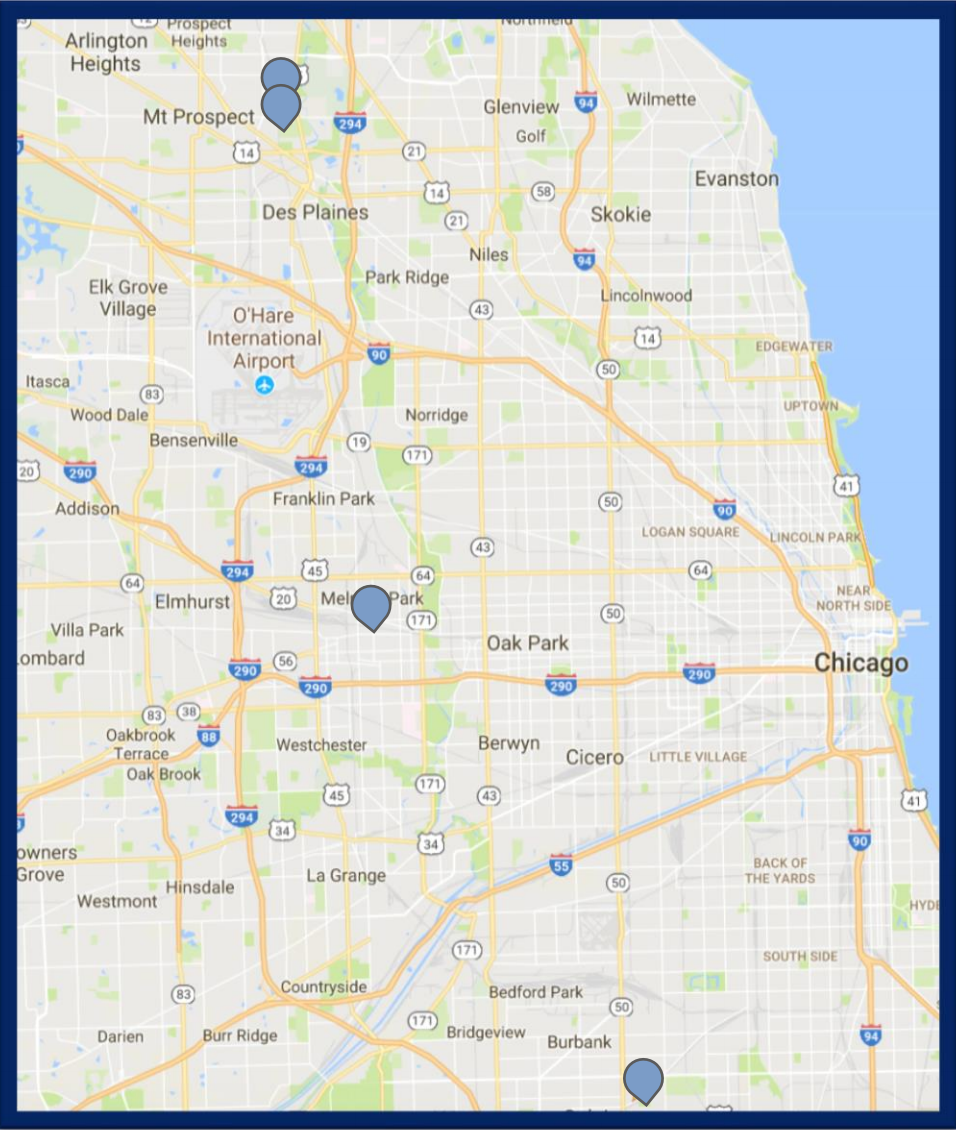 12
Prospect
Heights
Northfield
Arlington
Heights
Mt Prospect
294
Glenview
94
Wilmette
Golf
14
21
Evanston
14
58
Des Plaines
21
Skokie
Niles
94
Park Ridge
Elk Grove
Village
Lincolnwood
43
O'Hare
International
Airport
14
EDGEWATER
90
50
Itasca
83
Wood Dale
Norridge
UPTOWN
Bensenville
19
171
20
290
294
41
Addison
Franklin Park
50
90
LOGAN SQUARE
LINCOLN PARK
43
294
45
64
64
64
Elmhurst
20
Park
NEAR
NORTH SIDE
171
50
Villa Park
Oak Park
ombard
56
290
290
290
290
Chicago
83
38
Oakbrook
Terrace
88
Westchester
Berwyn
Cicero
LITTLE VILLAGE
Oak Brook
171
45
43
41
294
34
34
90
owners
Grove
La Grange
55
BACK OF
THE YARDS
Hinsdale
50
Westmont
HYDE
171
SOUTH SIDE
83
Countryside
Bedford Park
50
171
Darien
Burr Ridge
Bridgeview
Burbank
94